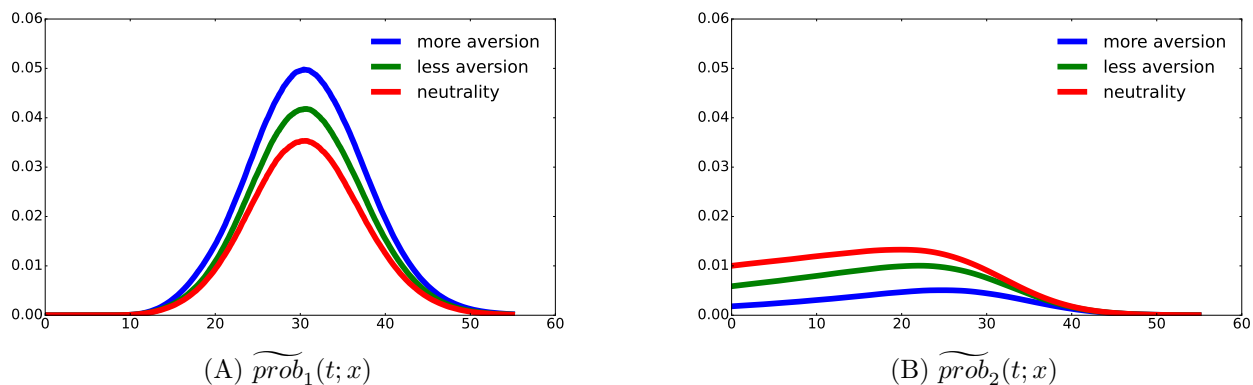 0.06
0.05
0.04
0.03
0.02
0.01
0.00
0 10 20 30 40 50 60
more aversion
less aversion
neutrality
(A) $\widetilde{prob}_1(t; x)$
0.06
0.05
0.04
0.03
0.02
0.01
0.00
0 10 20 30 40 50 60
more aversion
less aversion
neutrality
(B) $\widetilde{prob}_2(t; x)$